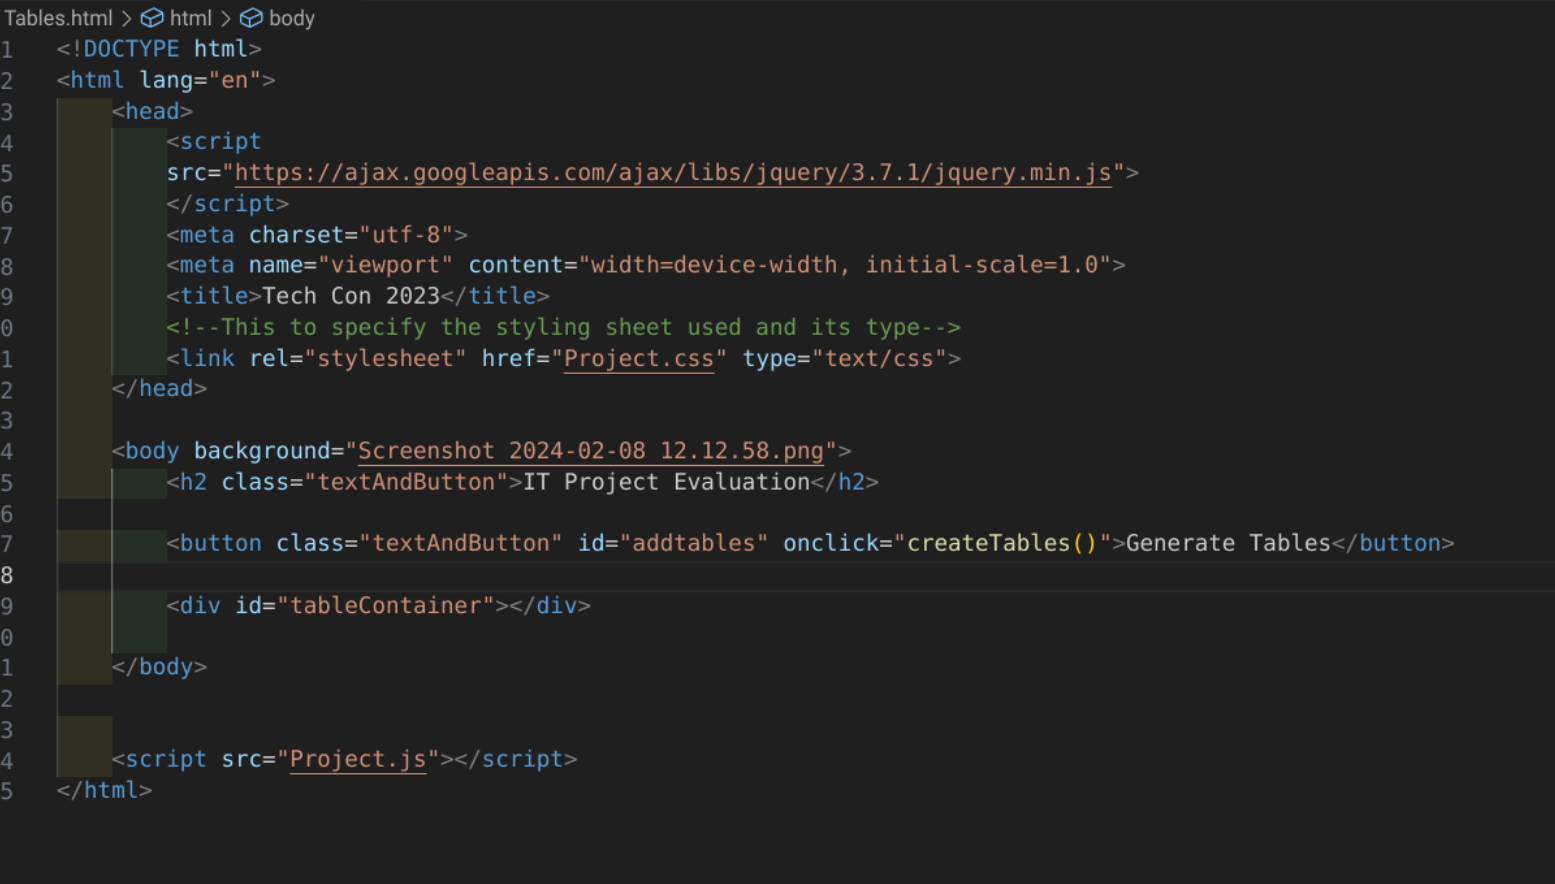 Tables.html > html > body
1 <!DOCTYPE html>
2 <html lang="en">
3 <head>
4 <script
5 src="https://ajax.googleapis.com/ajax/libs/jquery/3.7.1/jquery.min.js">
6 </script>
7 <meta charset="utf-8">
8 <meta name="viewport" content="width=device-width, initial-scale=1.0">
9 <title>Tech Con 2023</title>
0 <!--This to specify the styling sheet used and its type-->
1 <link rel="stylesheet" href="Project.css" type="text/css">
2 </head>
3
4 <body background="Screenshot 2024-02-08 12.12.58.png">
5 <h2 class="textAndButton">IT Project Evaluation</h2>
6
7 <button class="textAndButton" id="addtables" onclick="createTables()">Generate Tables</button>
8
9 <div id="tableContainer"></div>
0
1 </body>
2
3
4 <script src="Project.js"></script>
5 </html>